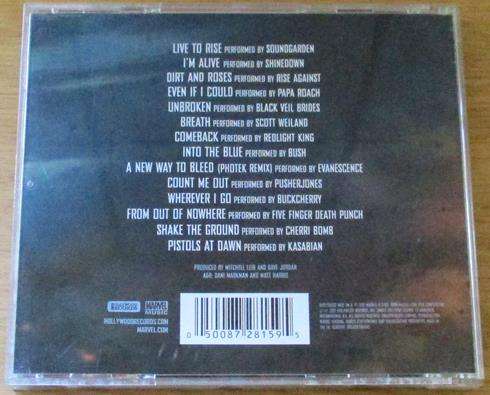 LIVE TO RISE PERFORMED BY SOUNDGARDEN
I'M ALIVE PERFORMED BY SHINEDOWN
DIRT AND ROSES PERFORMED BY RISE AGAINST
EVEN IF I COULD PERFORMED BY PAPA ROACH
UNBROKEN PERFORMED BY BLACK VEIL BRIDES
BREATH PERFORMED BY SCOTT WEILAND
COMEBACK PERFORMED BY REDLIGHT KING
INTO THE BLUE PERFORMED BY BUSH
A NEW WAY TO BLEED (PHOTEK REMIX) PERFORMED BY EVANESCENCE
COUNT ME OUT PERFORMED BY PUSHERJONES
WHEREVER I GO PERFORMED BY BUCKCHERRY
FROM OUT OF NOWHERE PERFORMED BY FIVE FINGER DEATH PUNCH
SHAKE THE GROUND PERFORMED BY CHERRI BOMB
PISTOLS AT DAWN PERFORMED BY KASABIAN
PRODUCED BY MITCHELL LEIB AND DAVE JORDAN
A&R: DANI MARKMAN AND MATT HARRIS
MARVEL MUSIC
HOLLYWOODRECORDS.COM
MARVEL.COM
0 50087 28159 5